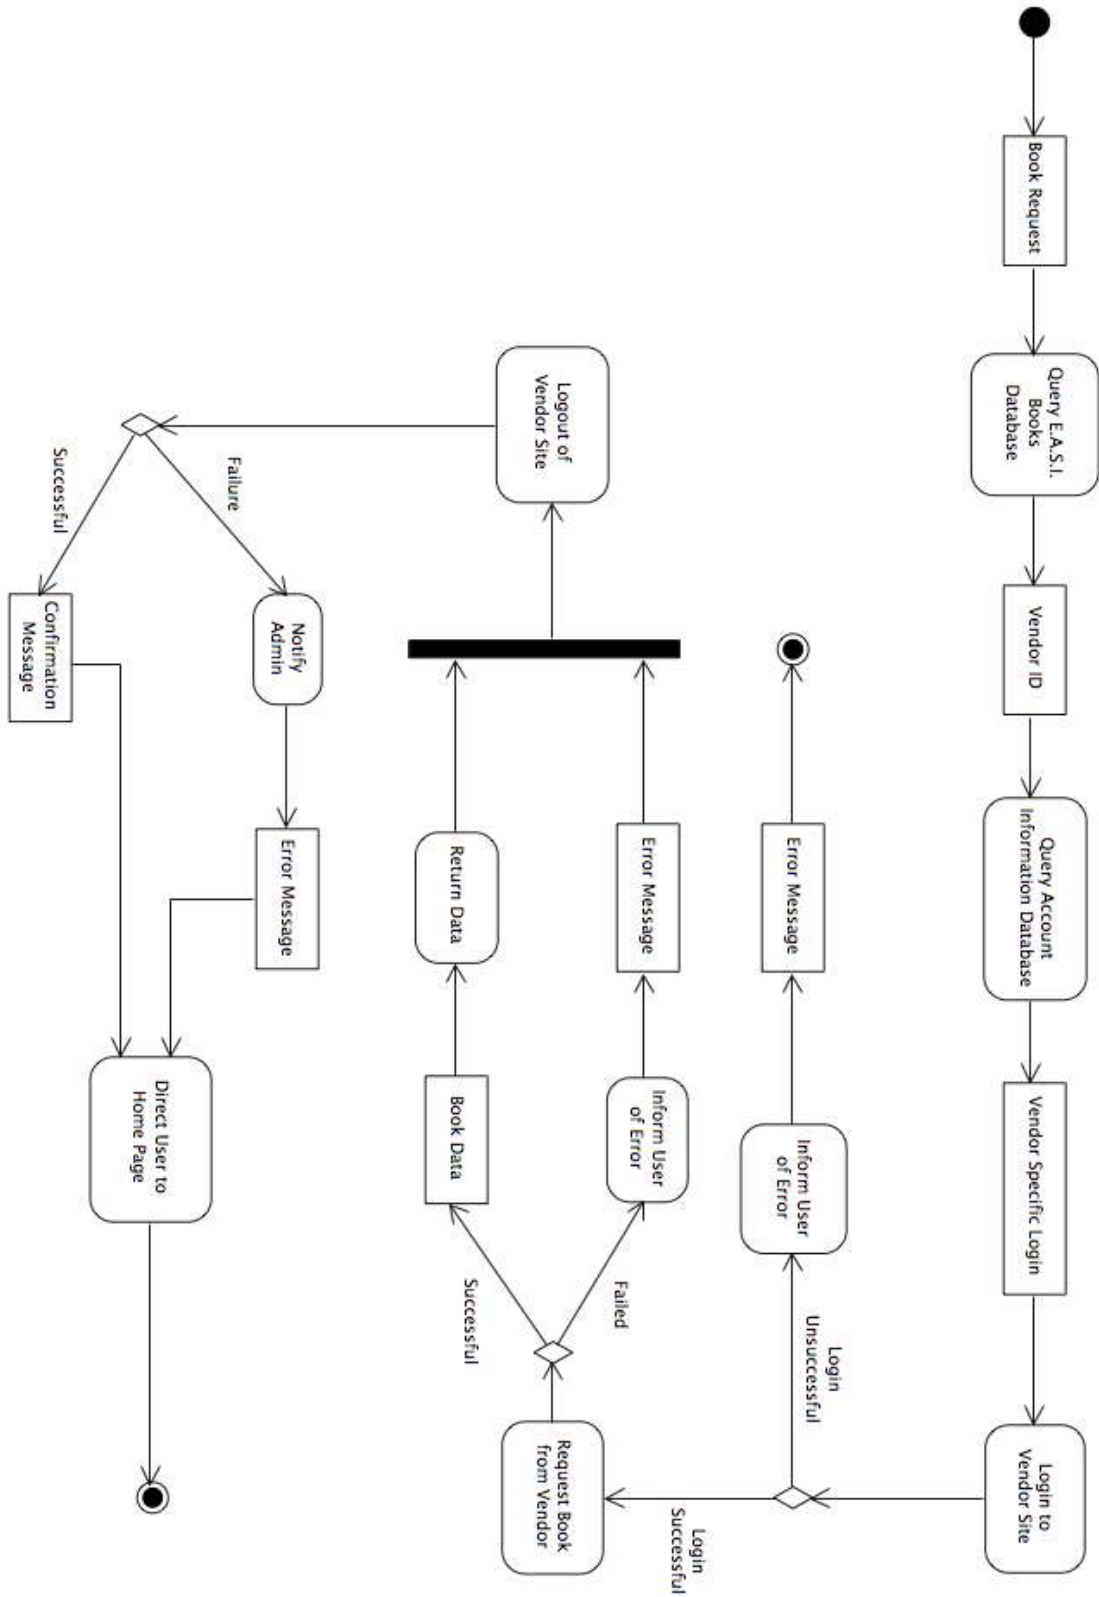 Book Request
Query E.A.S.I.
Books
Database
Vendor ID
Query Account
Information Database
Vendor Specific Login
Login to
Vendor Site
Login
Unsuccessful
Login
Successful
Inform User
of Error
Error Message
Request Book
from Vendor
Failed
Successful
Inform User
of Error
Error Message
Book Data
Return Data
Logout of
Vendor Site
Failure
Successful
Notify
Admin
Error Message
Confirmation
Message
Direct User to
Home Page